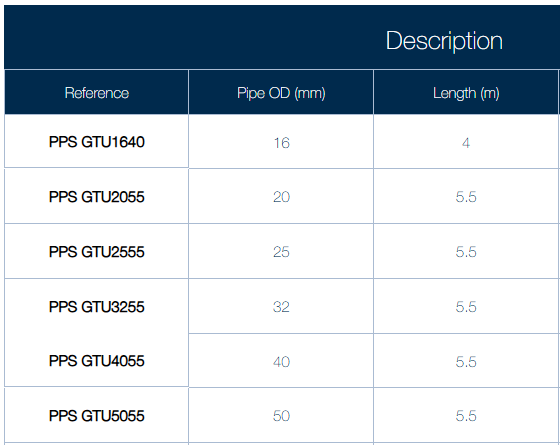 Description
Reference Pipe OD (mm) Length (m)
PPS GTU1640 16 4
PPS GTU2055 20 5.5
PPS GTU2555 25 5.5
PPS GTU3255 32 5.5
PPS GTU4055 40 5.5
PPS GTU5055 50 5.5